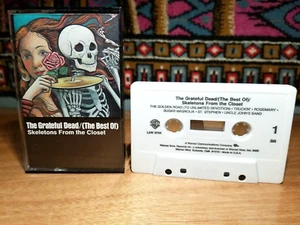 The Grateful Dead/(The Best Of)
Skeletons From the Closet
The Grateful Dead/(The Best Of)/
Skeletons From the Closet
THE GOLDEN ROAD (TO UNLIMITED DEVOTION) • TRUCKIN' • ROSEMARY •
SUGAR MAGNOLIA • ST. STEPHEN • UNCLE JOHN'S BAND
1